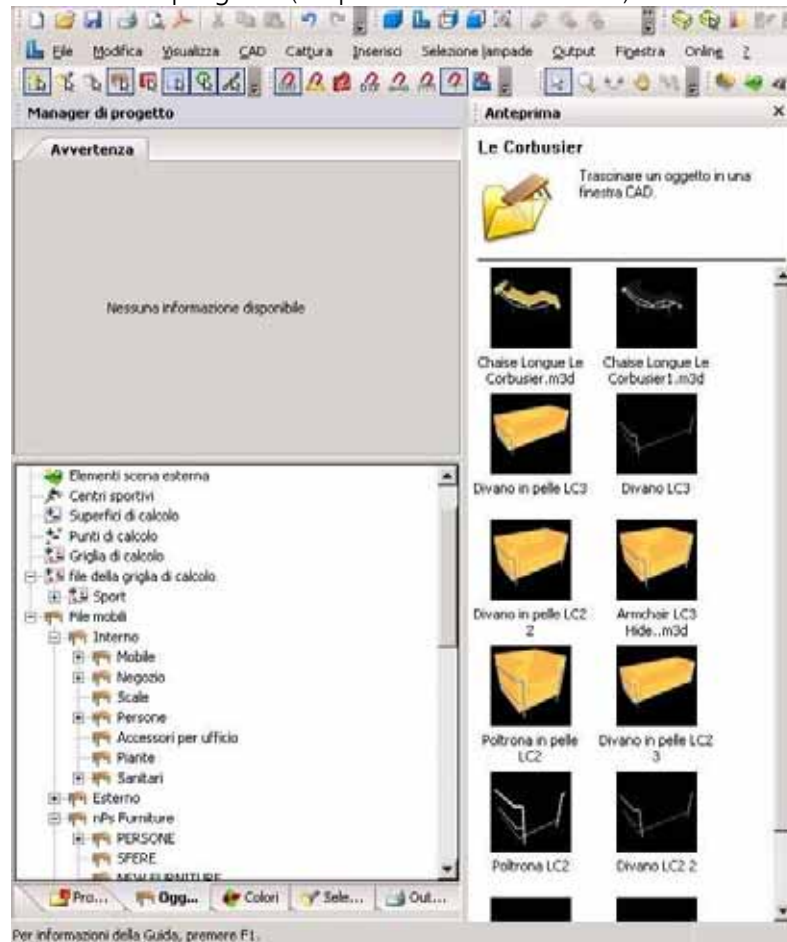 File Modifica Visualizza CAD Cattura Inserisci Selezione lampade Output Finestra Online ?
Manager di progetto
Avvertenza
Nessuna informazione disponibile
Elementi scena esterna
Centri sportivi
Superfici di calcolo
Punti di calcolo
Griglia di calcolo
file della griglia di calcolo
Sport
File mobili
Interno
Mobile
Negozio
Scale
Persone
Accessori per ufficio
Piante
Sanitari
Esterno
nPs Furniture
PERSONE
SFERE
NEW FURNITURE
Pro... Ogg... Colori Sele... Out...
Per informazioni della Guida, premere F1.
Anteprima
Le Corbusier
Trascinare un oggetto in una
finestra CAD.
Chaise Longue Le
Corbusier.m3d
Chaise Longue Le
Corbusier1.m3d
Divano in pelle LC3
Divano LC3
Divano in pelle LC2
2
Armchair LC3
Hide..m3d
Poltrona in pelle
LC2
Divano in pelle LC2
3
Poltrona LC2
Divano LC2 2